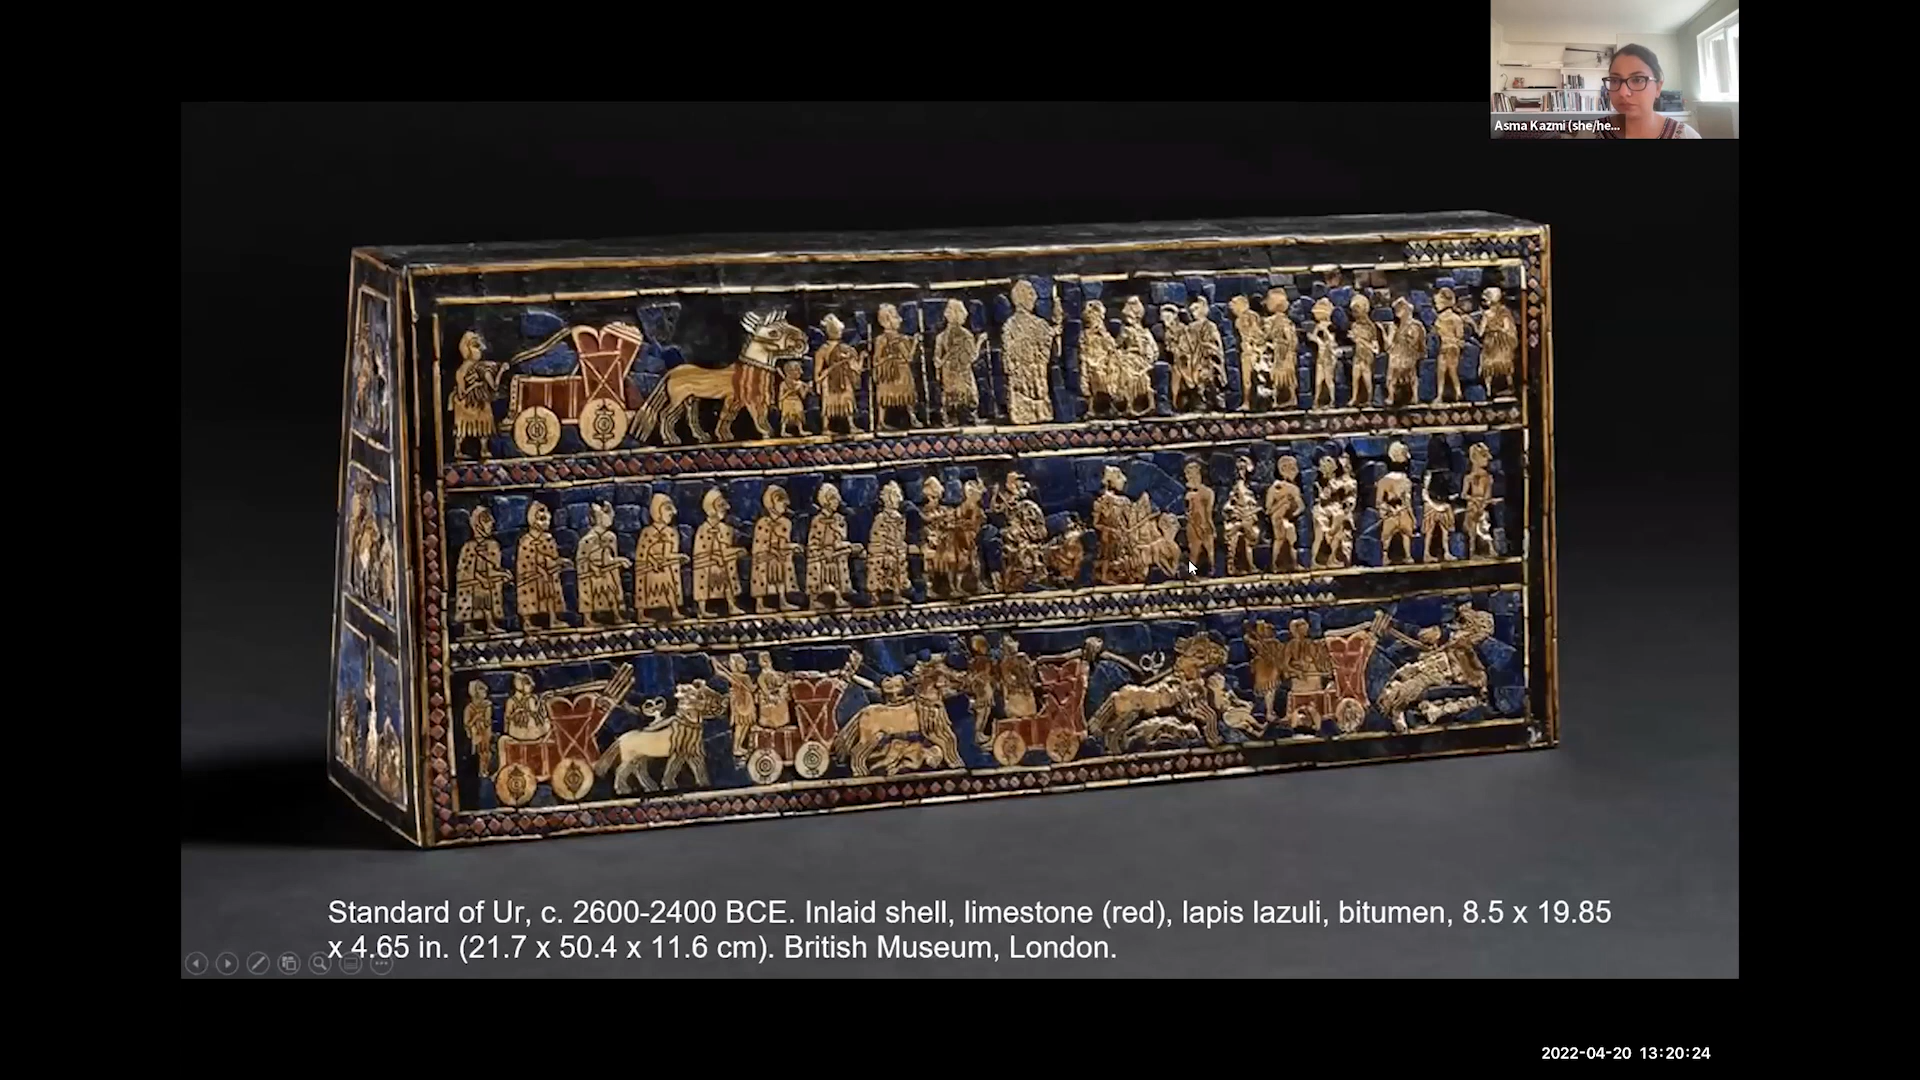 Asma Kazmi (she/he...
Standard of Ur, c. 2600-2400 BCE. Inlaid shell, limestone (red), lapis lazuli, bitumen, 8.5 x 19.85
x 4.65 in. (21.7 x 50.4 x 11.6 cm). British Museum, London.
2022-04-20 13:20:24